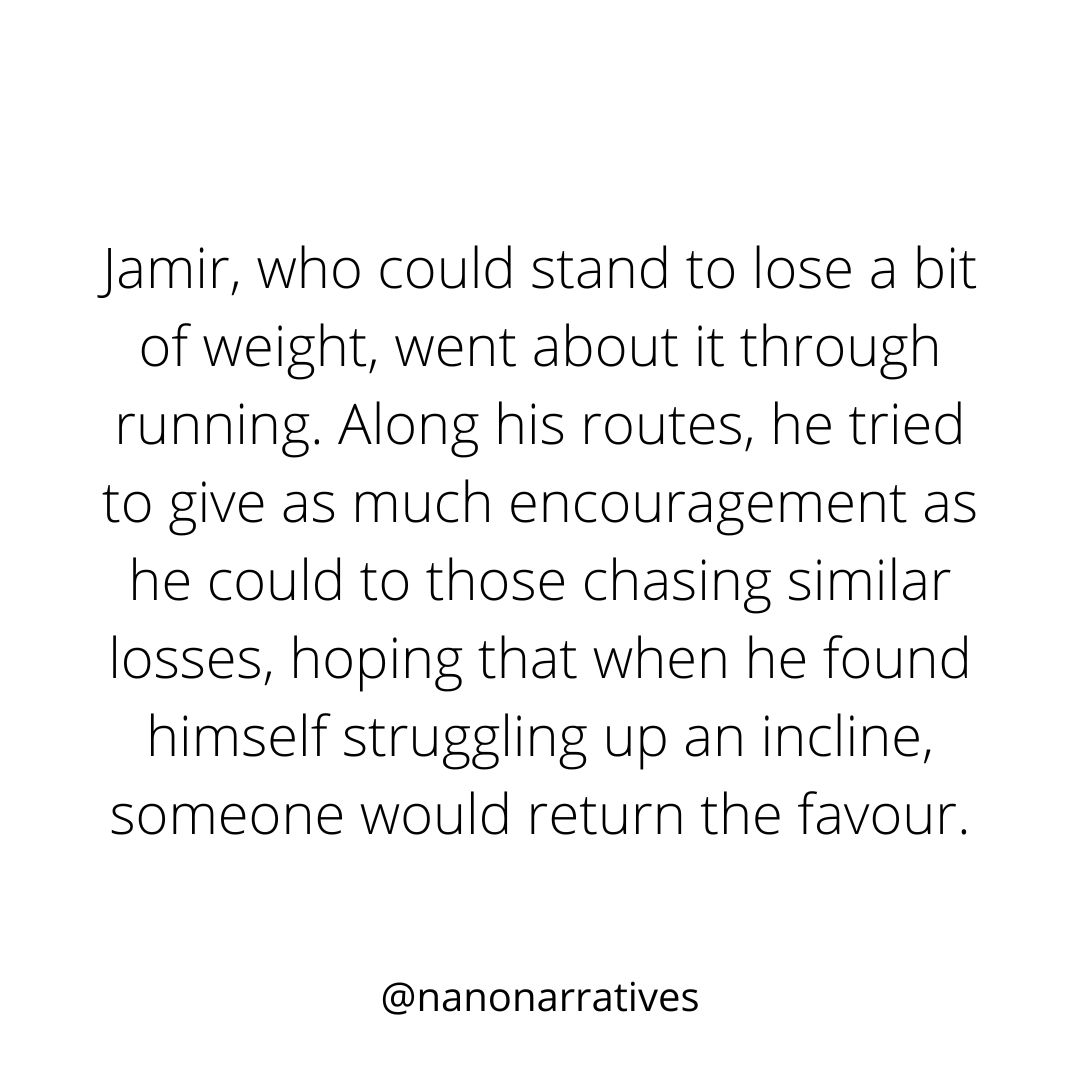 Jamir, who could stand to lose a bit
of weight, went about it through
running. Along his routes, he tried
to give as much encouragement as
he could to those chasing similar
losses, hoping that when he found
himself struggling up an incline,
someone would return the favour.
@nanonarratives